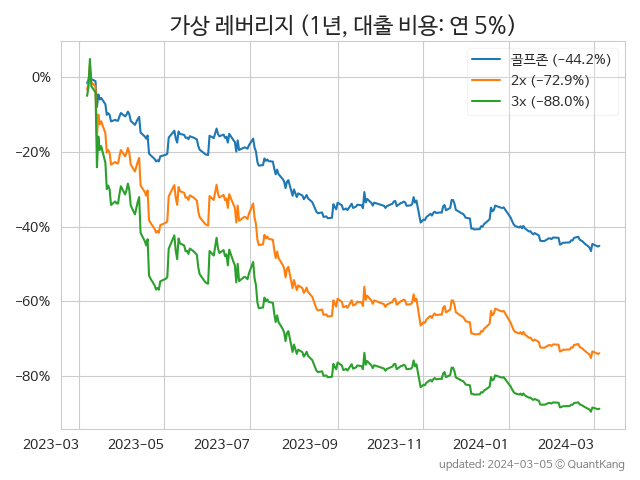 가상 레버리지 (1년, 대출 비용: 연 5%)
골프존 (−44.2%)
2x (−72.9%)
3x (−88.0%)
0%
−20%
−40%
−60%
−80%
2023-03 2023-05 2023-07 2023-09 2023-11 2024-01 2024-03
updated: 2024-03-05 © QuantKang